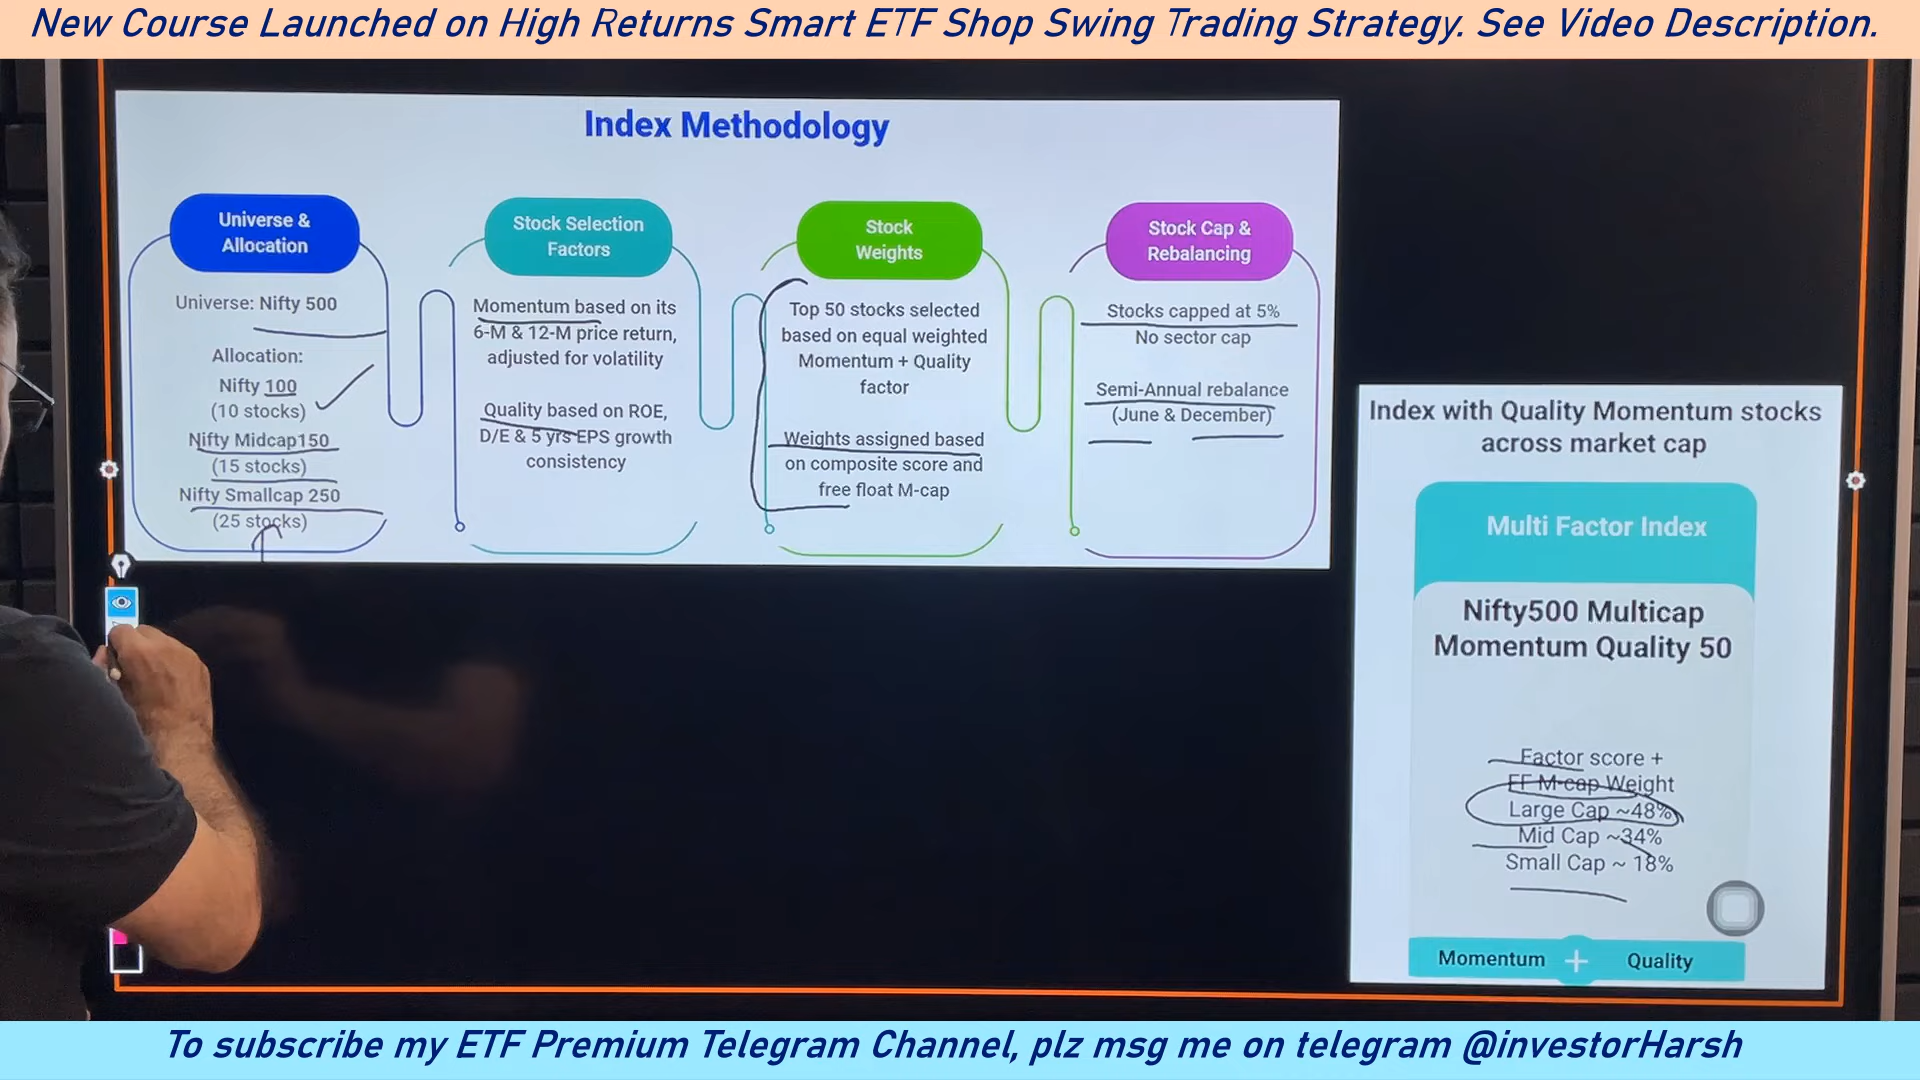 New Course Launched on High Returns Smart ETF Shop Swing Trading Strategy. See Video Description.
Index Methodology
Universe &
Allocation
Universe: Nifty 500
Allocation:
Nifty 100
(10 stocks)
Nifty Midcap150
(15 stocks)
Nifty Smallcap 250
(25 stocks)
Stock Selection
Factors
Momentum based on its
6-M & 12-M price return,
adjusted for volatility
Quality based on ROE,
D/E & 5 yrs EPS growth
consistency
Stock
Weights
Top 50 stocks selected
based on equal weighted
Momentum + Quality
factor
Weights assigned based
on composite score and
free float M-cap
Stock Cap &
Rebalancing
Stocks capped at 5%
No sector cap
Semi-Annual rebalance
(June & December)
Index with Quality Momentum stocks
across market cap
Multi Factor Index
Nifty500 Multicap
Momentum Quality 50
Factor score +
FF M-cap Weight
Large Cap ~48%
Mid Cap ~34%
Small Cap ~ 18%
Momentum + Quality
To subscribe my ETF Premium Telegram Channel, plz msg me on telegram @investorHarsh